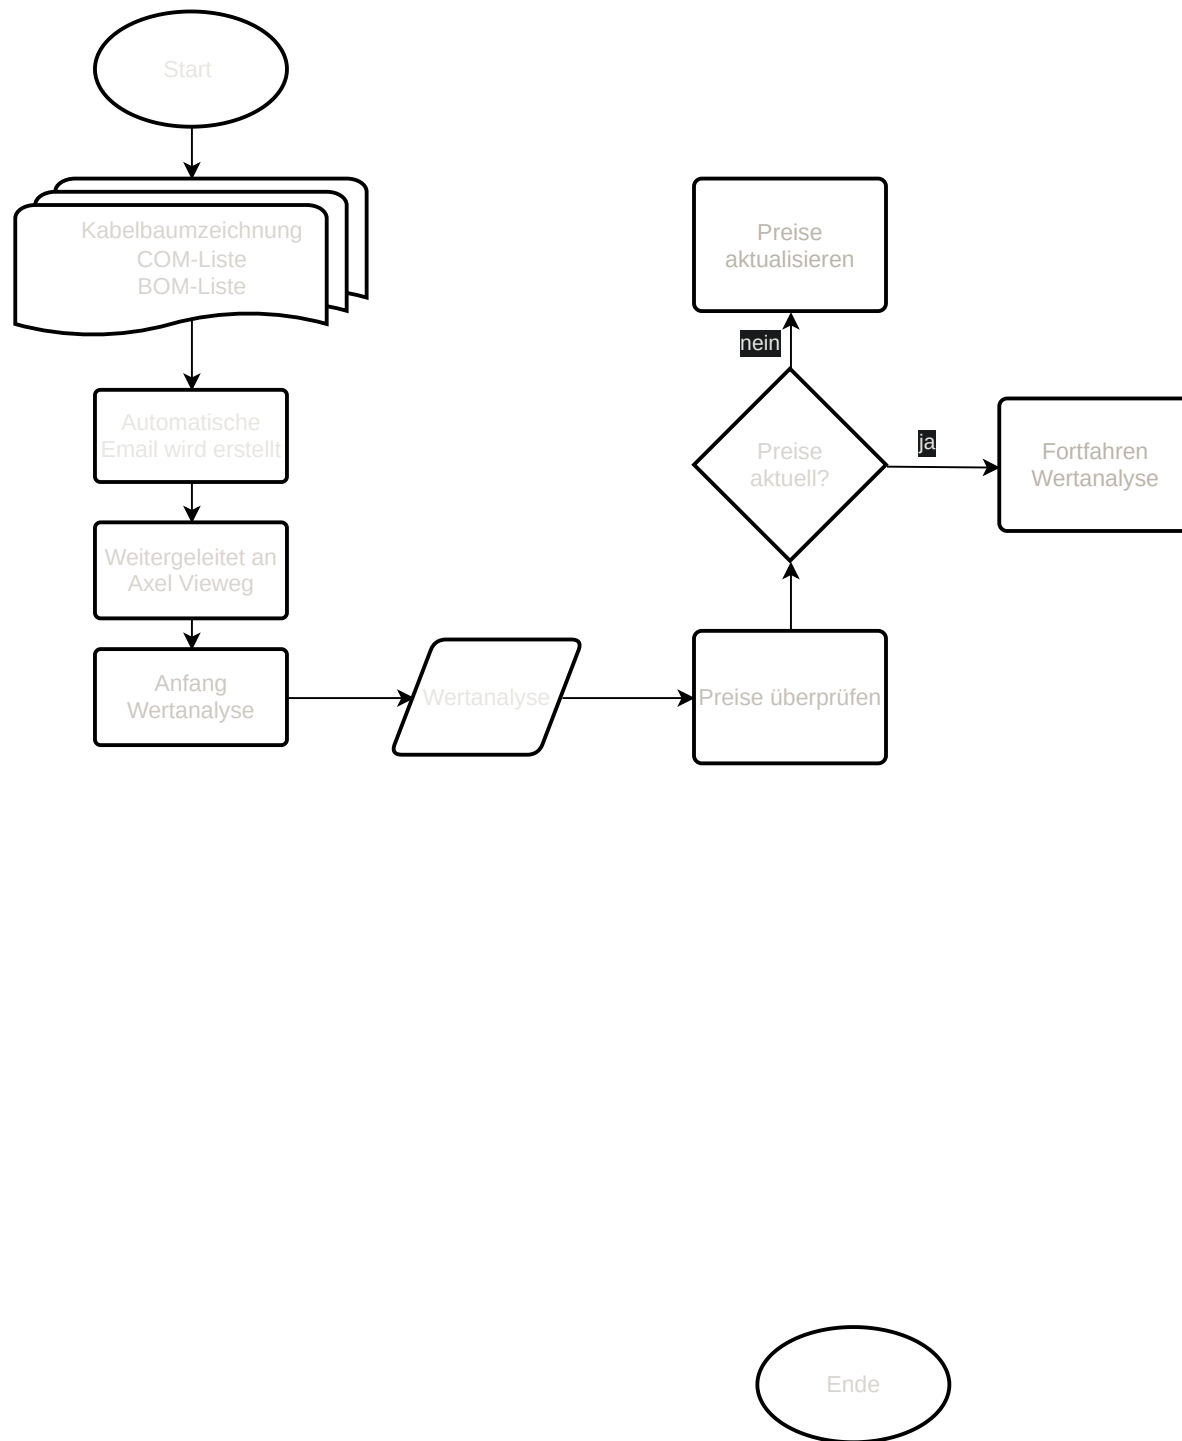 Start
Kabelbaumzeichnung
COM-Liste
BOM-Liste
Automatische
Email wird erstellt
Weitergeleitet an
Axel Vieweg
Anfang
Wertanalyse
Wertanalyse
Preise überprüfen
Preise
aktuell?
nein
Preise
aktualisieren
ja
Fortfahren
Wertanalyse
Ende